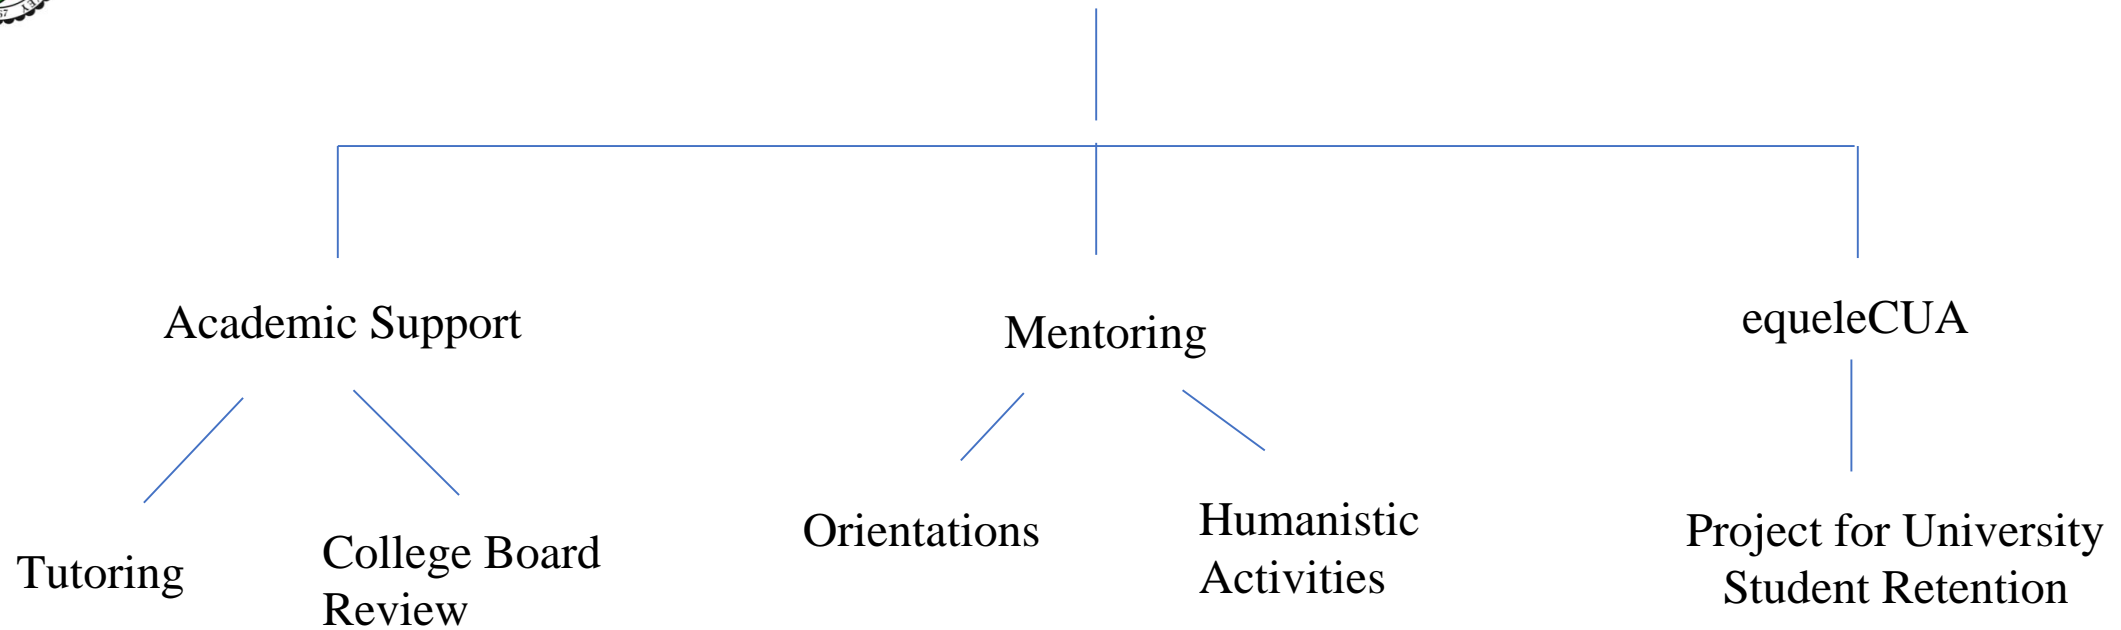 Academic Support
Mentoring
equeleCUA
Tutoring
College Board
Review
Orientations
Humanistic
Activities
Project for University
Student Retention